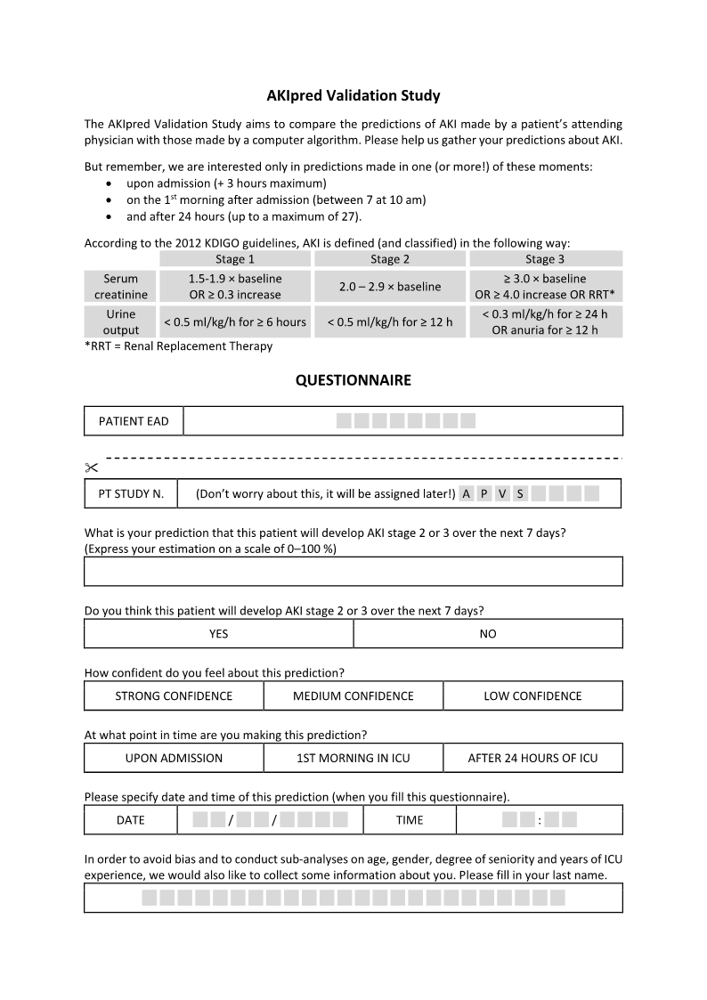 AKIpred Validation Study
The AKIpred Validation Study aims to compare the predictions of AKI made by a patient’s attending
physician with those made by a computer algorithm. Please help us gather your predictions about AKI.
But remember, we are interested only in predictions made in one (or more!) of these moments:
• upon admission (+ 3 hours maximum)
• on the 1st morning after admission (between 7 at 10 am)
• and after 24 hours (up to a maximum of 27).
According to the 2012 KDIGO guidelines, AKI is defined (and classified) in the following way:
Stage 1 Stage 2 Stage 3
Serum creatinine
1.5-1.9 × baseline
OR ≥ 0.3 increase
2.0 – 2.9 × baseline
≥ 3.0 × baseline
OR ≥ 4.0 increase OR RRT*
Urine output
< 0.5 ml/kg/h for ≥ 6 hours
< 0.5 ml/kg/h for ≥ 12 h
< 0.3 ml/kg/h for ≥ 24 h
OR anuria for ≥ 12 h
*RRT = Renal Replacement Therapy
QUESTIONNAIRE
PATIENT EAD
PT STUDY N. (Don’t worry about this, it will be assigned later!) A P V S
What is your prediction that this patient will develop AKI stage 2 or 3 over the next 7 days?
(Express your estimation on a scale of 0–100 %)
Do you think this patient will develop AKI stage 2 or 3 over the next 7 days?
YES NO
How confident do you feel about this prediction?
STRONG CONFIDENCE MEDIUM CONFIDENCE LOW CONFIDENCE
At what point in time are you making this prediction?
UPON ADMISSION 1ST MORNING IN ICU AFTER 24 HOURS OF ICU
Please specify date and time of this prediction (when you fill this questionnaire).
DATE / / TIME :
In order to avoid bias and to conduct sub-analyses on age, gender, degree of seniority and years of ICU
experience, we would also like to collect some information about you. Please fill in your last name.